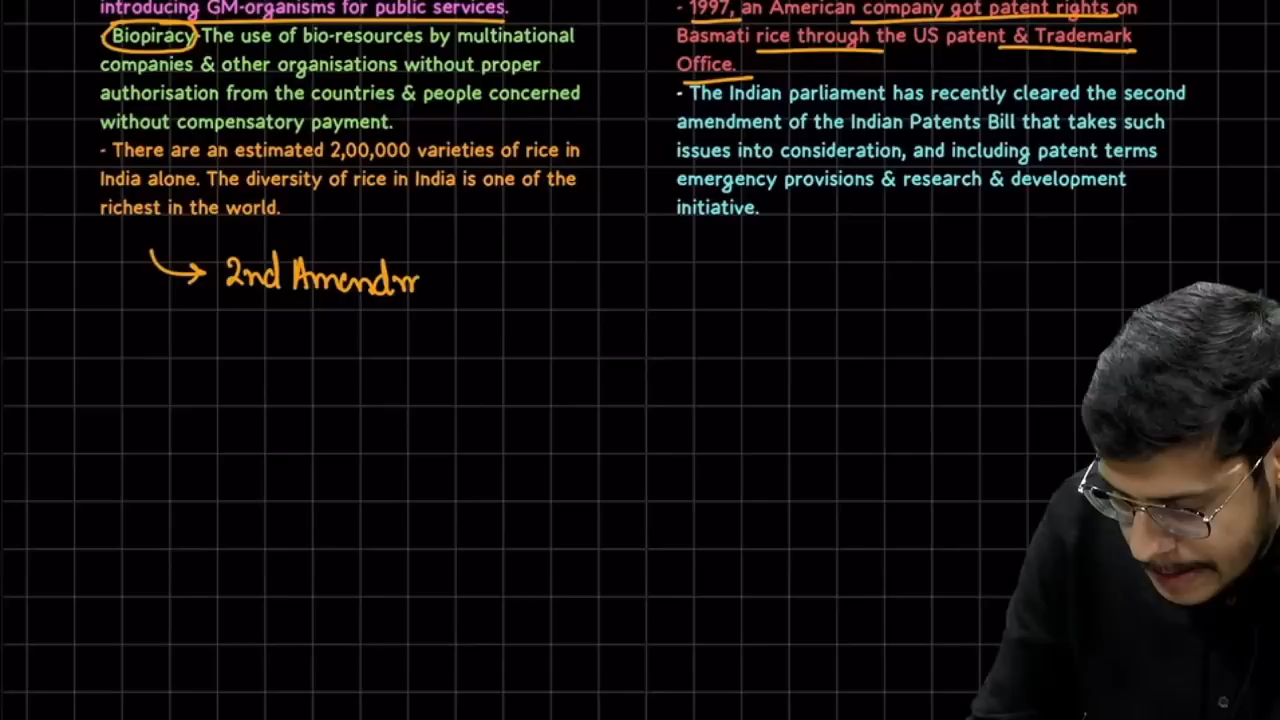 introducing GM-organisms for public services.
Biopiracy-The use of bio-resources by multinational
companies & other organisations without proper
authorisation from the countries & people concerned
without compensatory payment.
- There are an estimated 2,00,000 varieties of rice in
India alone. The diversity of rice in India is one of the
richest in the world.
2nd Amendm
- 1997, an American company got patent rights on
Basmati rice through the US patent & Trademark
Office.
- The Indian parliament has recently cleared the second
amendment of the Indian Patents Bill that takes such
issues into consideration, and including patent terms
emergency provisions & research & development
initiative.